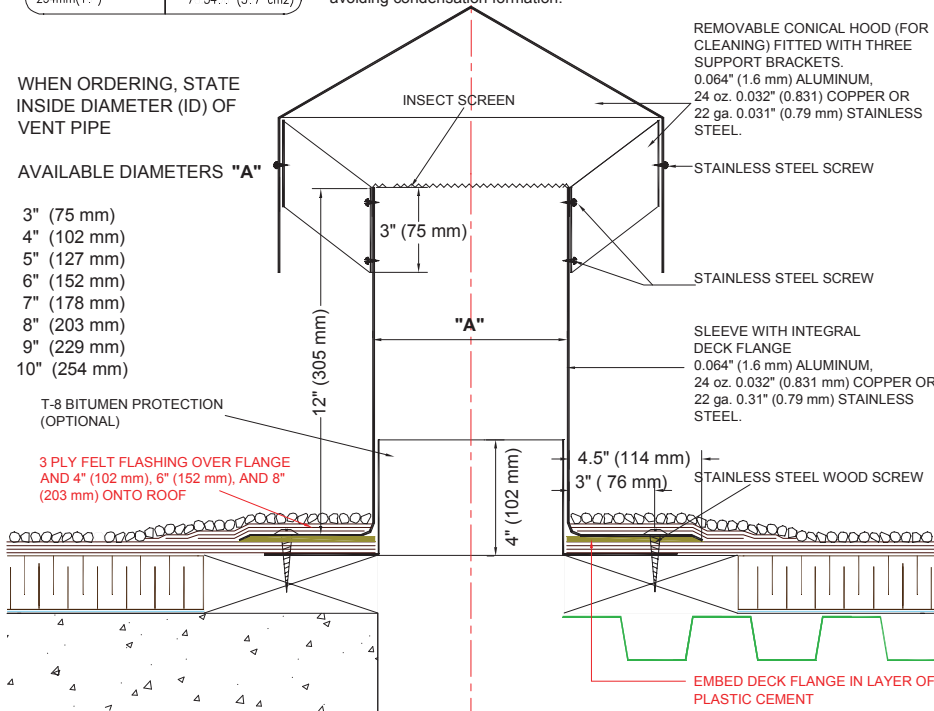 avoiding condensation formation.
WHEN ORDERING, STATE
INSIDE DIAMETER (ID) OF
VENT PIPE
AVAILABLE DIAMETERS "A"
3" (75 mm)
4" (102 mm)
5" (127 mm)
6" (152 mm)
7" (178 mm)
8" (203 mm)
9" (229 mm)
10" (254 mm)
T-8 BITUMEN PROTECTION
(OPTIONAL)
3 PLY FELT FLASHING OVER FLANGE
AND 4" (102 mm), 6" (152 mm), AND 8"
(203 mm) ONTO ROOF
INSECT SCREEN
3" (75 mm)
"A"
12" (305 mm)
4" (102 mm)
4.5" (114 mm)
3" ( 76 mm)
REMOVABLE CONICAL HOOD (FOR
CLEANING) FITTED WITH THREE
SUPPORT BRACKETS.
0.064" (1.6 mm) ALUMINUM,
24 oz. 0.032" (0.831) COPPER OR
22 ga. 0.031" (0.79 mm) STAINLESS
STEEL.
STAINLESS STEEL SCREW
STAINLESS STEEL SCREW
SLEEVE WITH INTEGRAL
DECK FLANGE
0.064" (1.6 mm) ALUMINUM,
24 oz. 0.032" (0.831 mm) COPPER OR
22 ga. 0.31" (0.79 mm) STAINLESS
STEEL.
STAINLESS STEEL WOOD SCREW
EMBED DECK FLANGE IN LAYER OF
PLASTIC CEMENT